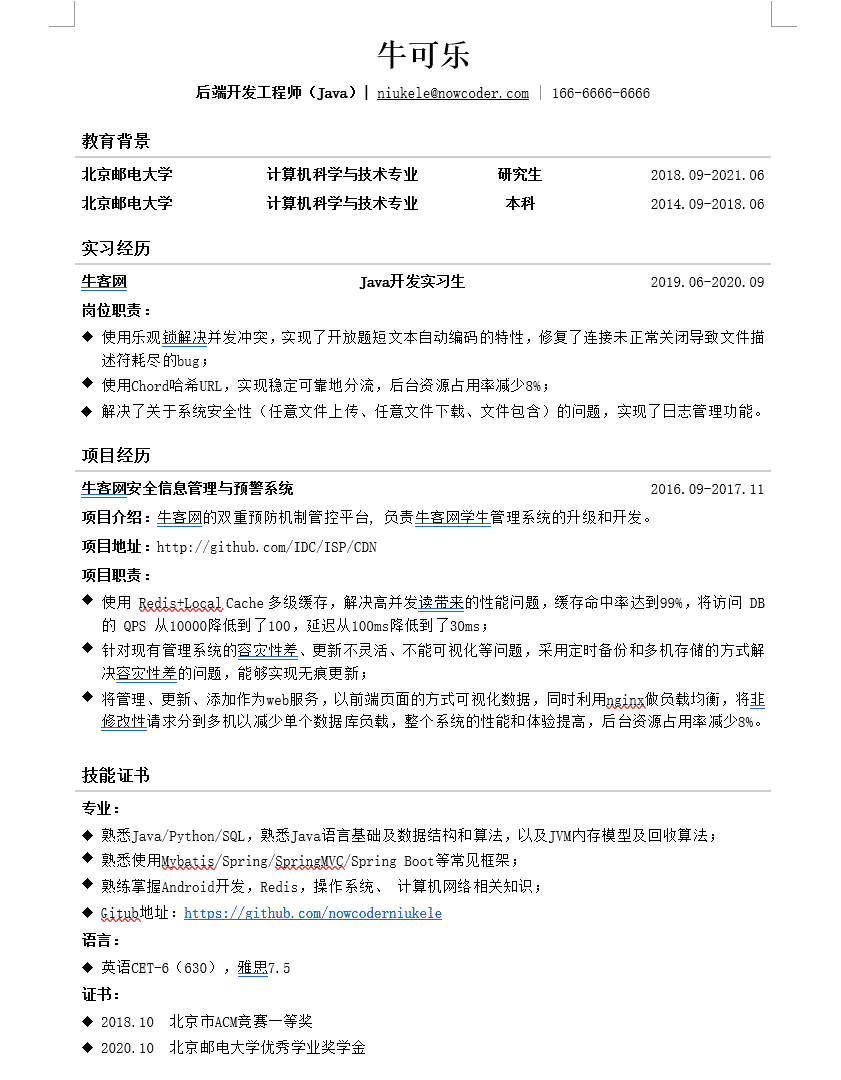 牛可乐
后端开发工程师（Java）| niukele@nowcoder.com | 166-6666-6666
教育背景
北京邮电大学 计算机科学与技术专业 研究生 2018.09-2021.06
北京邮电大学 计算机科学与技术专业 本科 2014.09-2018.06
实习经历
牛客网 Java开发实习生 2019.06-2020.09
岗位职责：
◆ 使用乐观锁解决并发冲突，实现了开放题短文本自动编码的特性，修复了连接未正常关闭导致文件描
述符耗尽的bug；
◆ 使用Chord哈希URL，实现稳定可靠地分流，后台资源占用率减少8%；
◆ 解决了关于系统安全性（任意文件上传、任意文件下载、文件包含）的问题，实现了日志管理功能。
项目经历
牛客网安全信息管理与预警系统 2016.09-2017.11
项目介绍：牛客网的双重预防机制管控平台，负责牛客网学生管理系统的升级和开发。
项目地址：http://github.com/IDC/ISP/CDN
项目职责：
◆ 使用 Redis+Local Cache 多级缓存，解决高并发读带来的性能问题，缓存命中率达到99%，将访问 DB
的 QPS 从10000降低到了100，延迟从100ms降低到了30ms；
◆ 针对现有管理系统的容灾性差、更新不灵活、不能可视化等问题，采用定时备份和多机存储的方式解
决容灾性差的问题，能够实现无痕更新；
◆ 将管理、更新、添加作为web服务，以前端页面的方式可视化数据，同时利用nginx做负载均衡，将非
修改性请求分到多机以减少单个数据库负载，整个系统的性能和体验提高，后台资源占用率减少8%。
技能证书
专业：
◆ 熟悉Java/Python/SQL，熟悉Java语言基础及数据结构和算法，以及JVM内存模型及回收算法；
◆ 熟悉使用Mybatis/Spring/SpringMVC/Spring Boot等常见框架；
◆ 熟练掌握Android开发，Redis，操作系统、 计算机网络相关知识；
◆ Gitub地址：https://github.com/nowcoderniukele
语言：
◆ 英语CET-6（630），雅思7.5
证书：
◆ 2018.10 北京市ACM竞赛一等奖
◆ 2020.10 北京邮电大学优秀学业奖学金